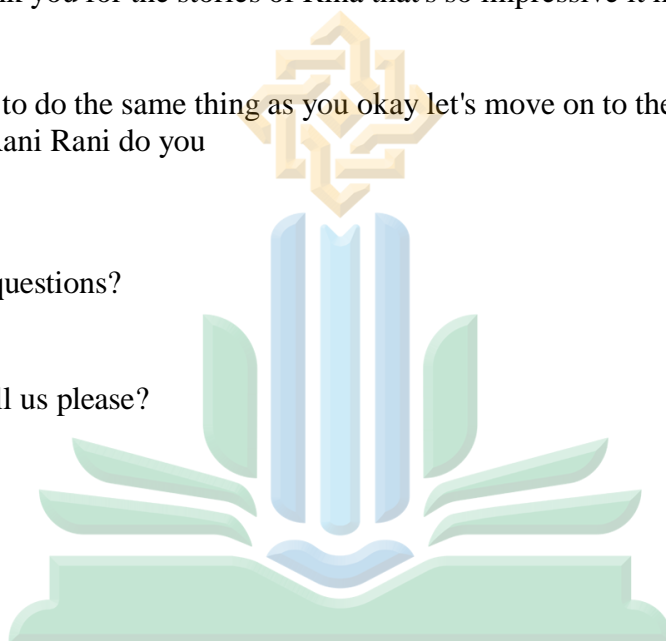 you for the stories of Rina that's so impressive it
to do the same thing as you okay let's move on to the
Rani do you
questions?
us please?